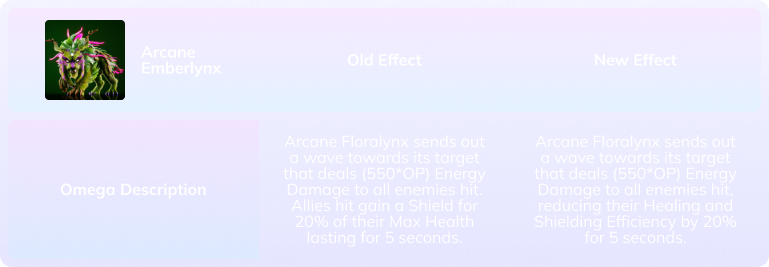 Arcane
Emberlynx
Old Effect
New Effect
Omega Description
Arcane Floralynx sends out
a wave towards its target
that deals (550*OP) Energy
Damage to all enemies hit.
Allies hit gain a Shield for
20% of their Max Health
lasting for 5 seconds.
Arcane Floralynx sends out
a wave towards its target
that deals (550*OP) Energy
Damage to all enemies hit,
reducing their Healing and
Shielding Efficiency by 20%
for 5 seconds.